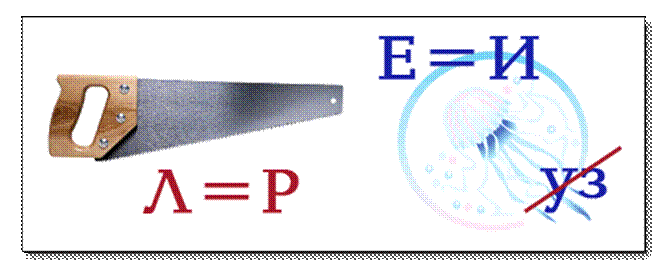 Е = И
уз
Л = Р